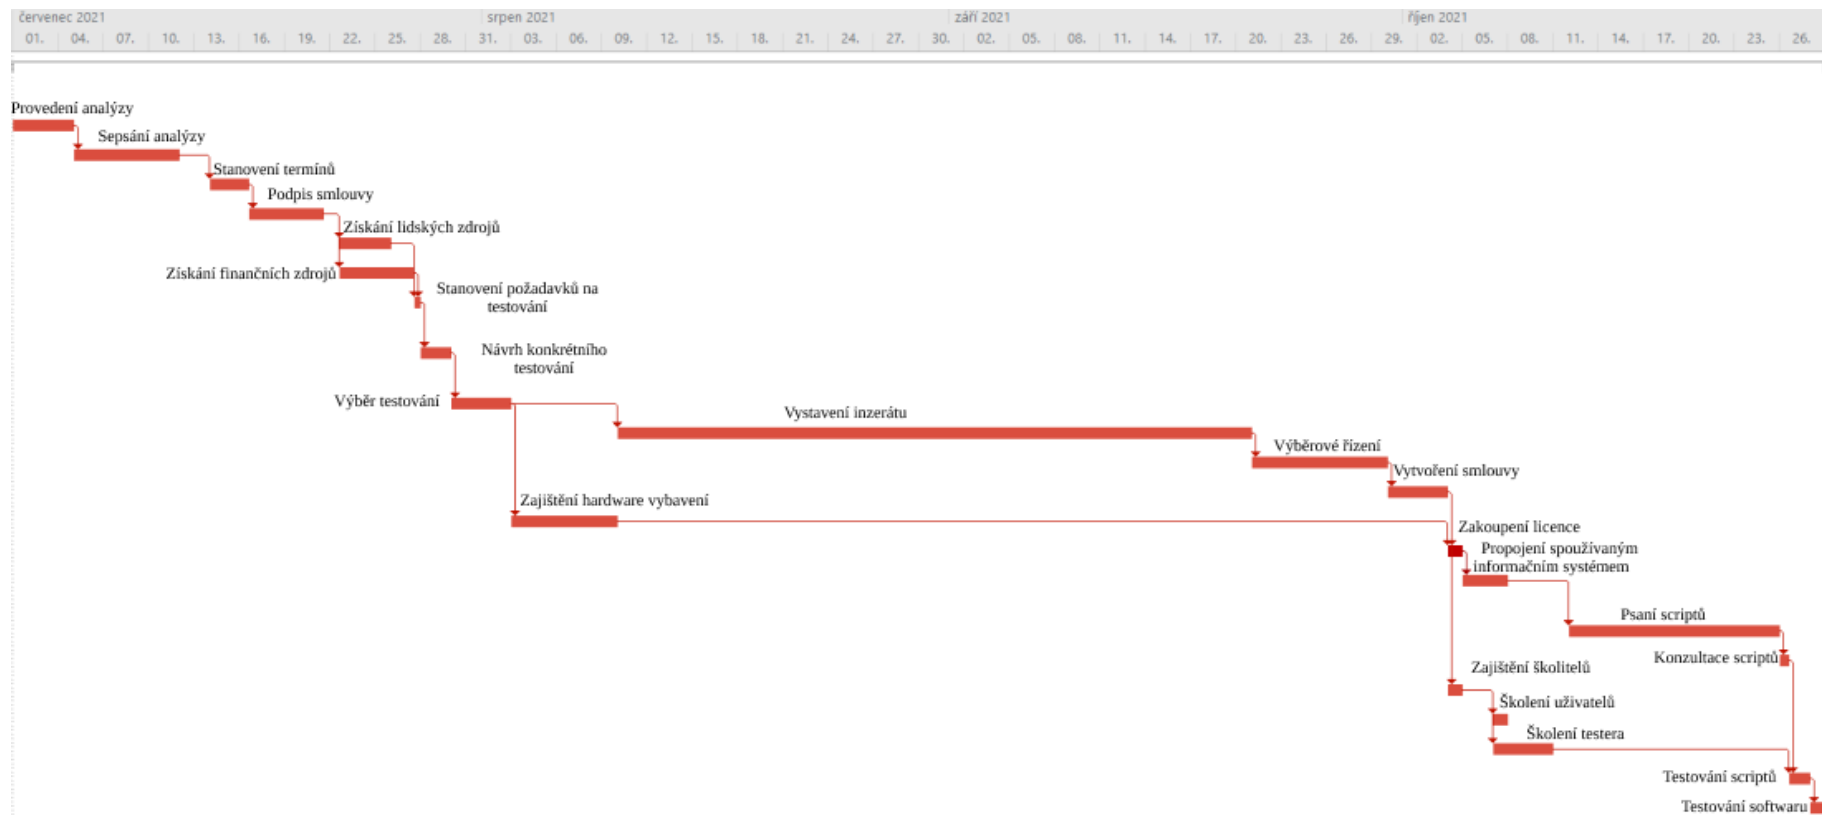 červenec 2021 srpen 2021 září 2021 říjen 2021
01. 04. 07. 10. 13. 16. 19. 22. 25. 28. 31. 03. 06. 09. 12. 15. 18. 21. 24. 27. 30. 02. 05. 08. 11. 14. 17. 20. 23. 26. 29. 02. 05. 08. 11. 14. 17. 20. 23. 26.
Provedení analýzy
Sepsání analýzy
Stanovení termínů
Podpis smlouvy
Získání lidských zdrojů
Získání finančních zdrojů
Stanovení požadavků na
testování
Návrh konkrétního
testování
Výběr testování
Vystavení inzerátu
Výběrové řízení
Vytvoření smlouvy
Zajištění hardware vybavení
Zakoupení licence
Propojení spoužívaným
informačním systémem
Psaní scriptů
Konzultace scriptů
Zajištění školitelů
Školení uživatelů
Školení testera
Testování scriptů
Testování softwaru